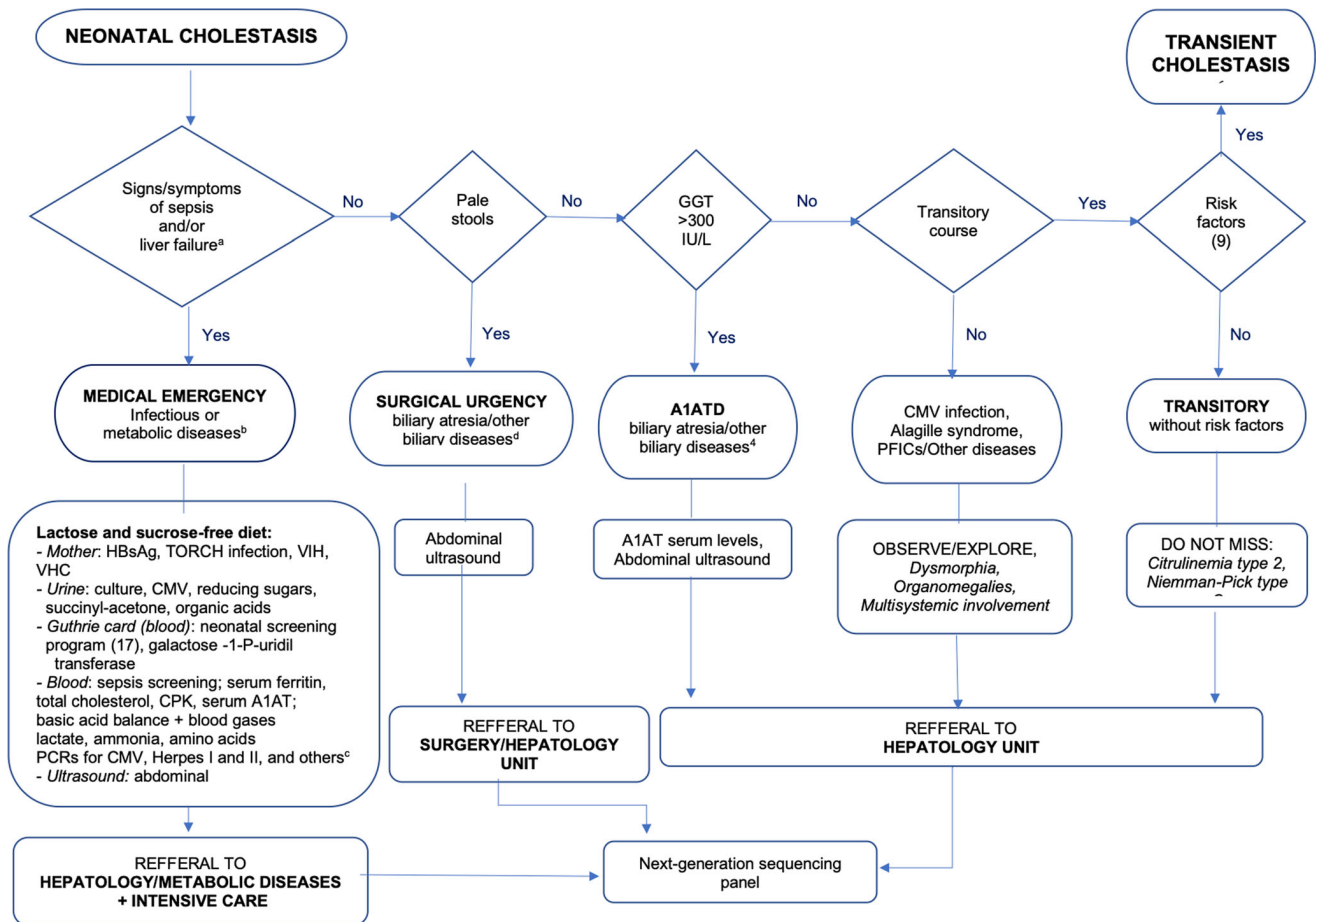 NEONATAL CHOLESTASIS
TRANSIENT
CHOLESTASIS
Yes
Signs/symptoms
of sepsis
and/or
liver failureᵃ
No
Pale
stools
No
GGT
>300
IU/L
No
Transitory
course
Yes
Risk
factors
(9)
Yes
Yes
Yes
No
No
MEDICAL EMERGENCY
Infectious or
metabolic diseasesᵇ
SURGICAL URGENCY
biliary atresia/other
biliary diseasesᵈ
A1ATD
biliary atresia/other
biliary diseases⁴
CMV infection,
Alagille syndrome,
PFICs/Other diseases
TRANSITORY
without risk factors
Lactose and sucrose-free diet:
- Mother: HBsAg, TORCH infection, VIH,
VHC
- Urine: culture, CMV, reducing sugars,
succinyl-acetone, organic acids
- Guthrie card (blood): neonatal screening
program (17), galactose -1-P-uridil
transferase
- Blood: sepsis screening; serum ferritin,
total cholesterol, CPK, serum A1AT;
basic acid balance + blood gases
lactate, ammonia, amino acids
PCRs for CMV, Herpes I and II, and othersᶜ
- Ultrasound: abdominal
Abdominal
ultrasound
A1AT serum levels,
Abdominal ultrasound
OBSERVE/EXPLORE,
Dysmorphia,
Organomegalies,
Multisystemic involvement
DO NOT MISS:
Citrulinemia type 2,
Niemman-Pick type
REFFERAL TO
SURGERY/HEPATOLOGY
UNIT
REFFERAL TO
HEPATOLOGY UNIT
REFFERAL TO
HEPATOLOGY/METABOLIC DISEASES
+ INTENSIVE CARE
Next-generation sequencing
panel